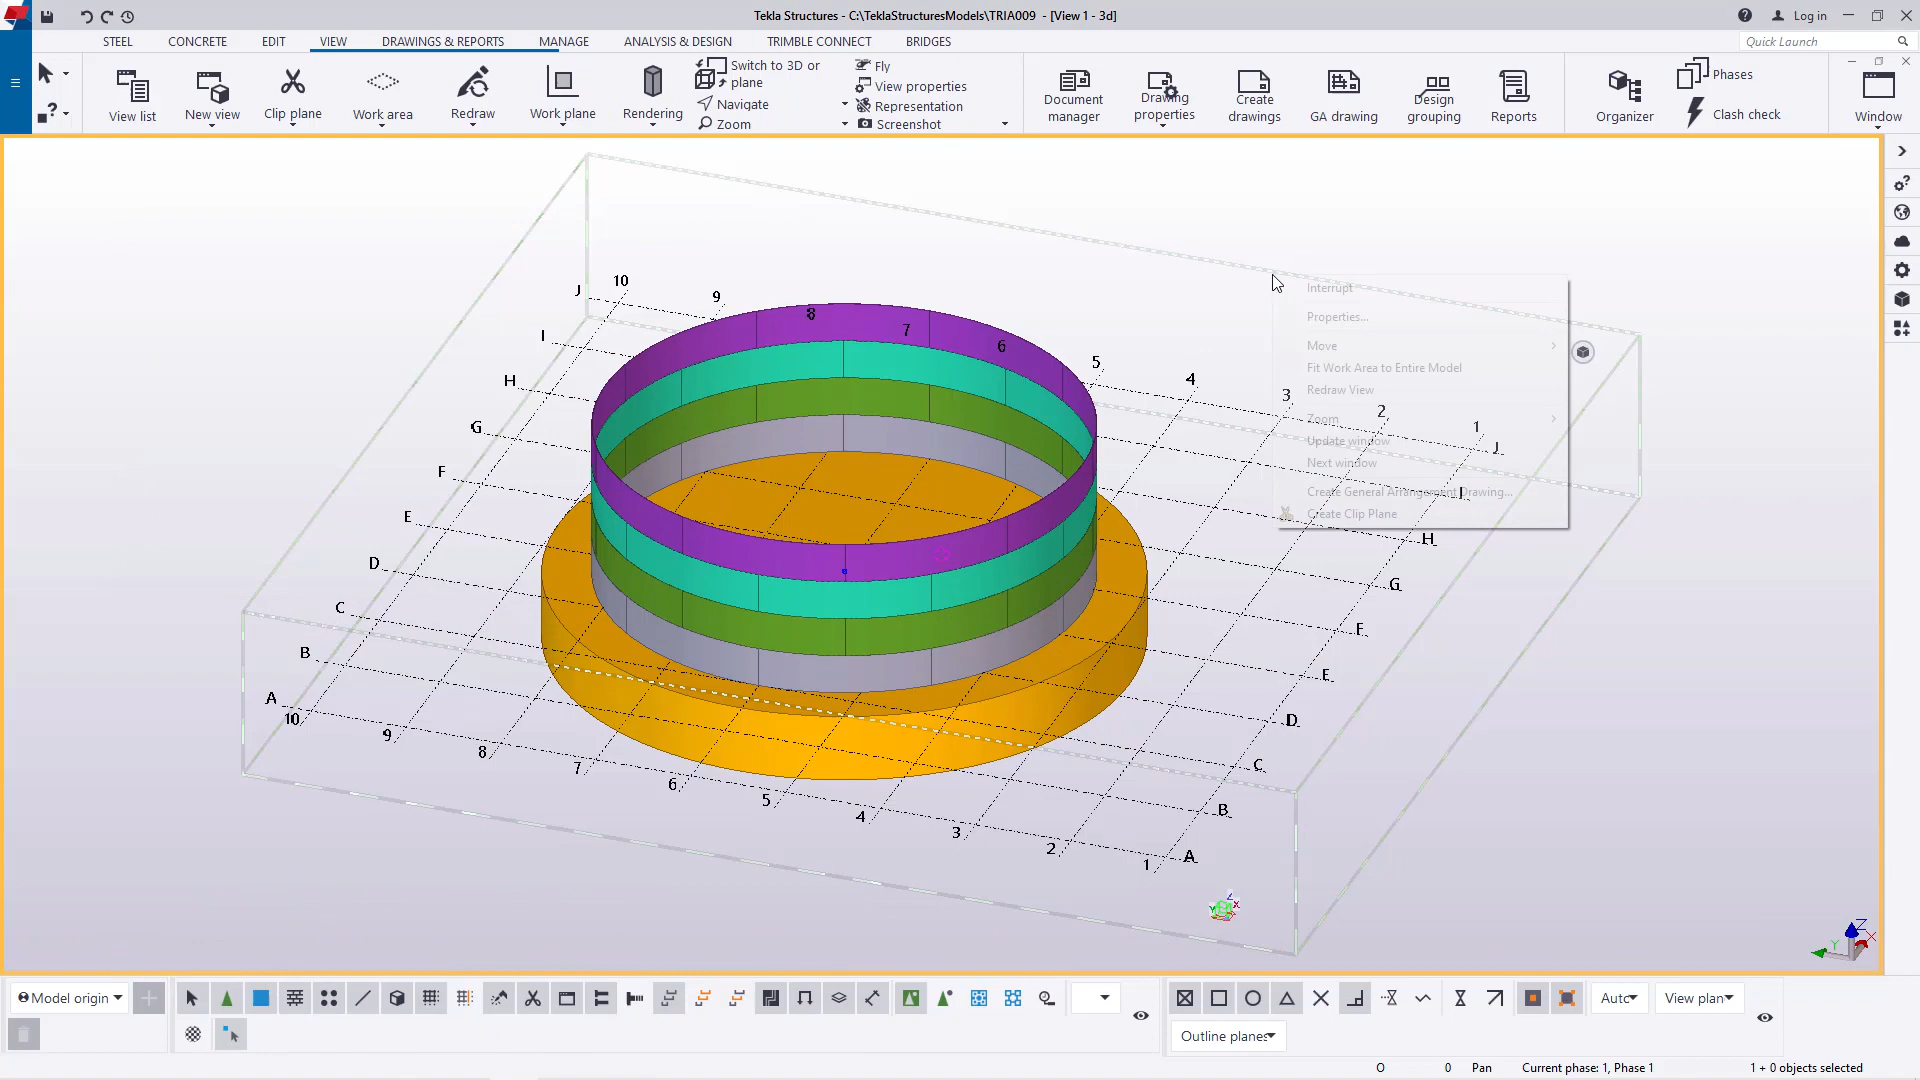 Tekla Structures - C:\TeklaStructuresModels\TRIA009 - [View 1 - 3d]
Log in
STEEL CONCRETE EDIT VIEW DRAWINGS & REPORTS MANAGE ANALYSIS & DESIGN TRIMBLE CONNECT BRIDGES
Quick Launch
View list
New view
Clip plane
Work area
Redraw
Work plane
Rendering
Switch to 3D or plane
Navigate
Zoom
Fly
View properties
Representation
Screenshot
Document manager
Drawing properties
Create drawings
GA drawing
Design grouping
Reports
Organizer
Phases
Clash check
Window
Interrupt
Properties...
Move
Fit Work Area to Entire Model
Redraw View
Zoom
Update window
Next window
Create General Arrangement Drawing...
Create Clip Plane
10 9 8 7 6 5 4 3 2 1
J I H G F E D C B A
J I H G F E D C B A
10 9 8 7 6 5 4 3 2 1
Z X Y
Z X Y
Model origin
Auto
View plan
Outline planes
O 0 Pan Current phase: 1, Phase 1 1 + 0 objects selected